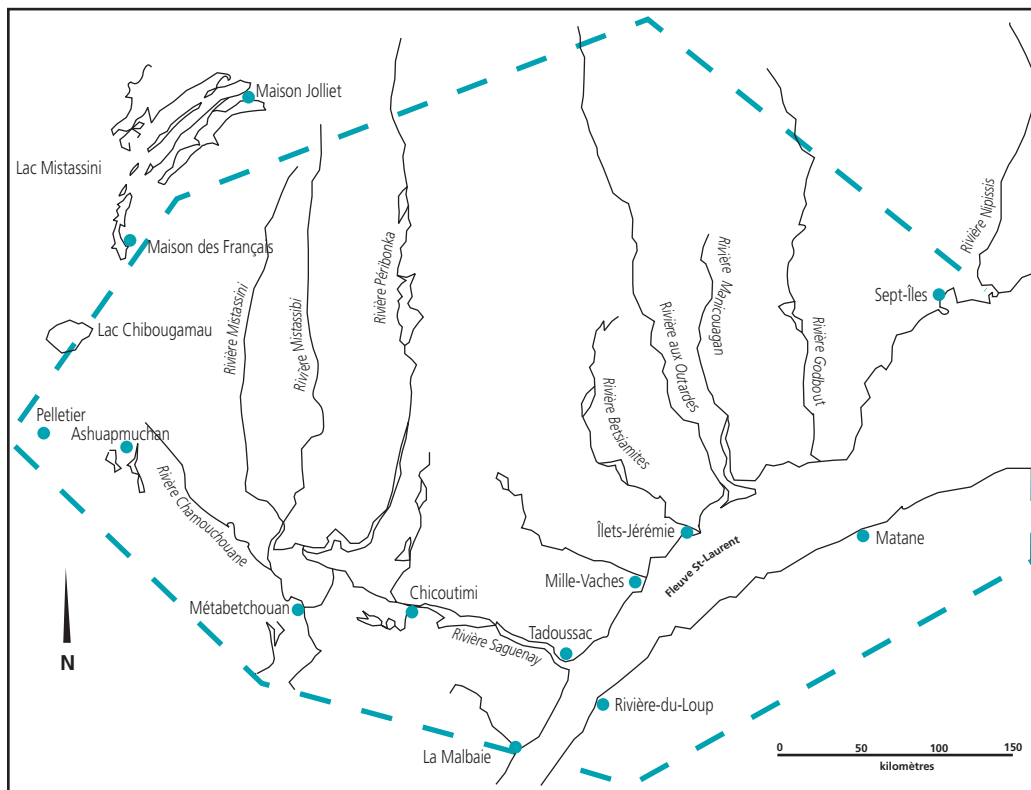 Maison Jolliet
Lac Mistassini
Maison des Français
Lac Chibougamau
Pelletier
Ashuapmuchan
Rivière Mistassini
Rivière Mistassibi
Rivière Péribonka
Rivière Betsiamites
Rivière aux Outardes
Rivière Manicouagan
Rivière Godbout
Rivière Nipissis
Sept-Îles
Rivère Chamouchouane
Îlets-Jérémie
Fleuve St-Laurent
Matane
Mille-Vaches
Métabetchouan
Chicoutimi
Rivière Saguenay
Tadoussac
Rivière-du-Loup
La Malbaie
N
0 50 100 150
kilomètres